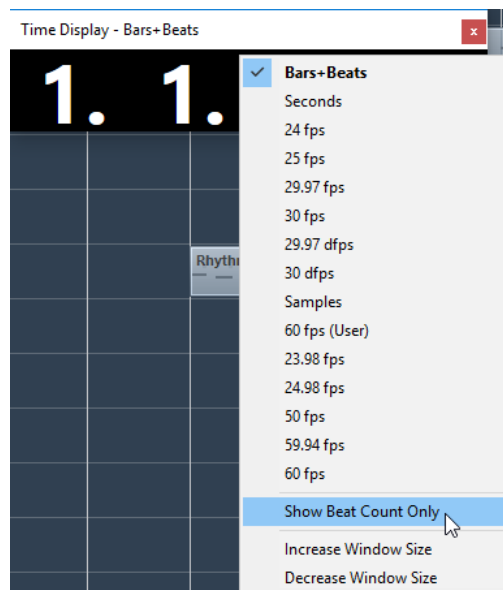 Time Display - Bars+Beats
x
1. 1.
Bars+Beats
Seconds
24 fps
25 fps
29.97 fps
30 fps
29.97 dfps
30 dfps
Samples
60 fps (User)
23.98 fps
24.98 fps
50 fps
59.94 fps
60 fps
Show Beat Count Only
Increase Window Size
Decrease Window Size